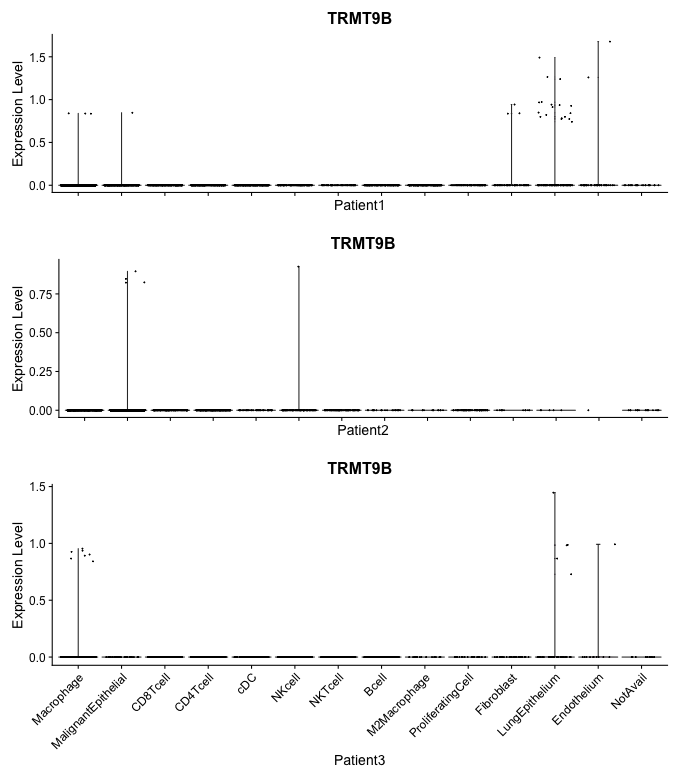 TRMT9B
Expression Level
1.5
1.0
0.5
0.0
Patient1
TRMT9B
Expression Level
0.75
0.50
0.25
0.00
Patient2
TRMT9B
Expression Level
1.5
1.0
0.5
0.0
Macrophage
MalignantEpithelial
CD8Tcell
CD4Tcell
cDC
NKcell
NKTcell
Bcell
M2Macrophage
ProliferatingCell
Fibroblast
LungEpithelium
Endothelium
NotAvail
Patient3